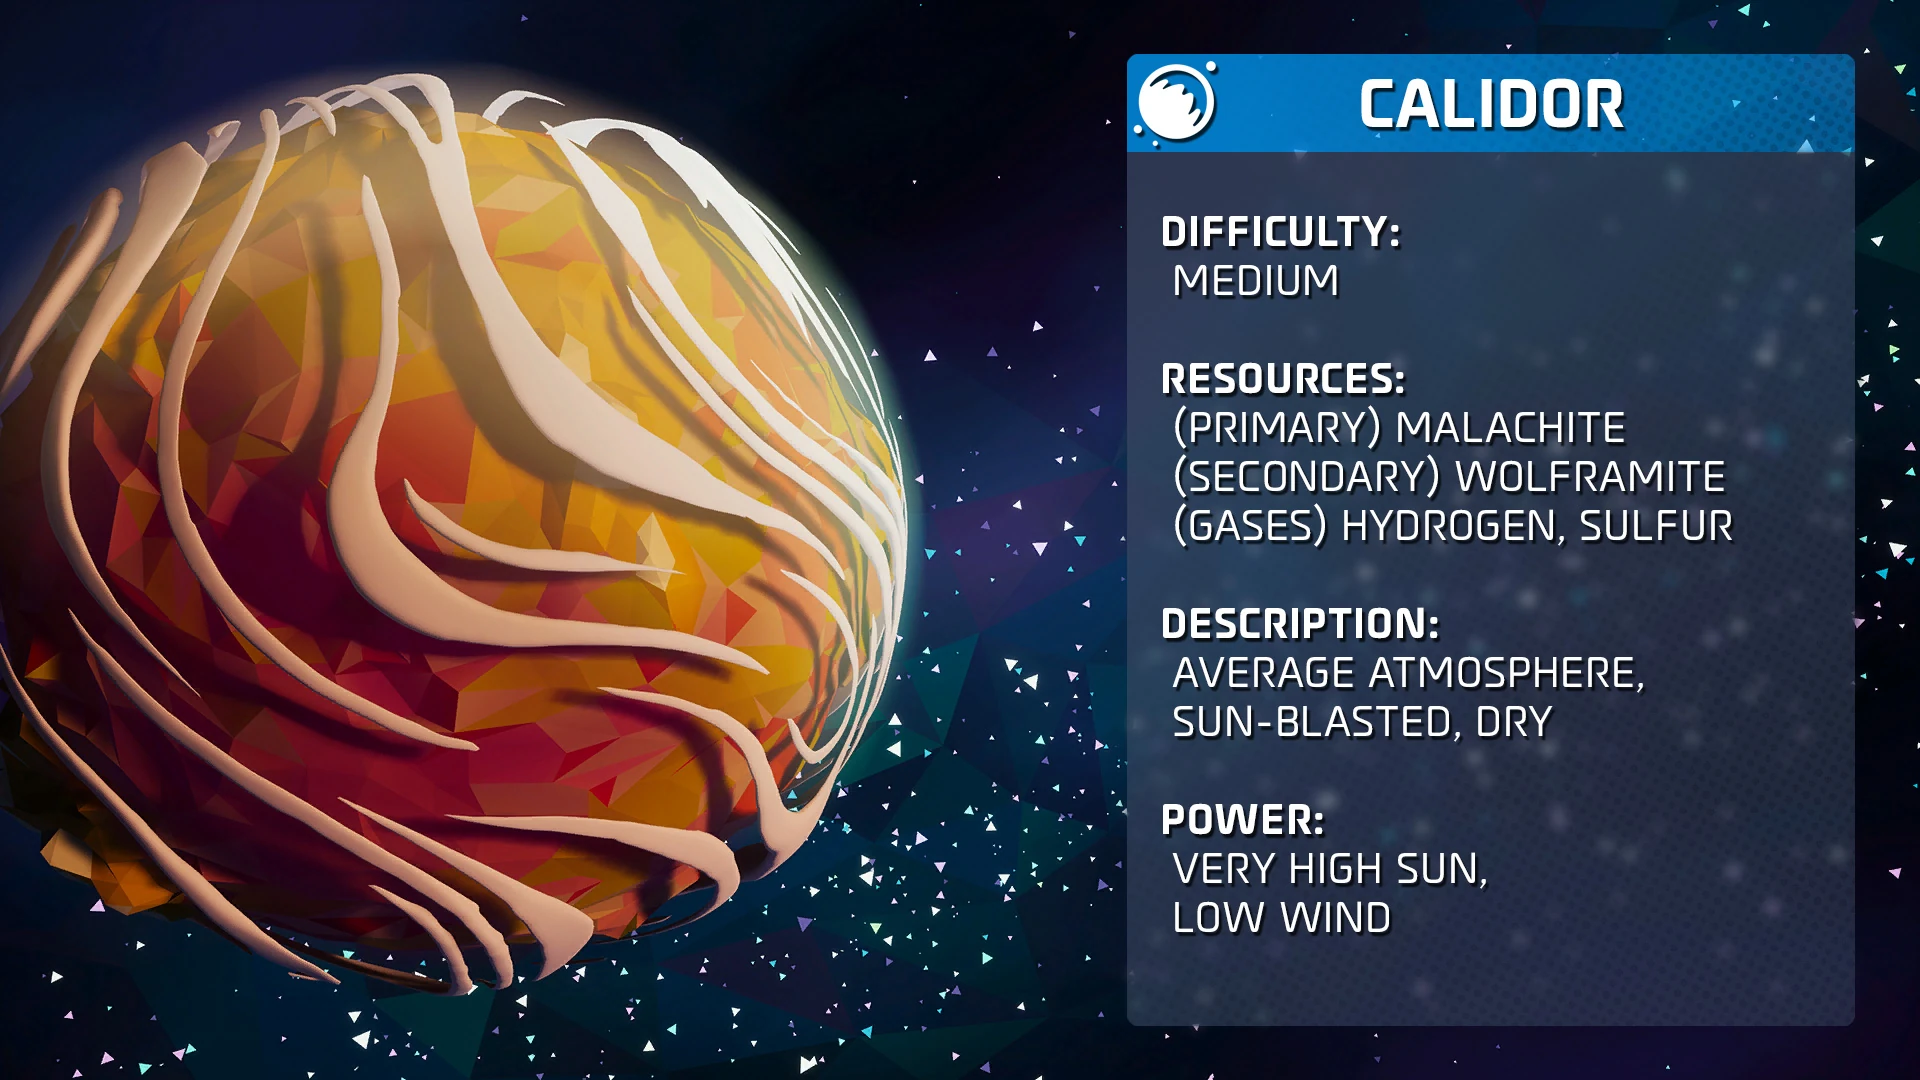 CALIDOR
DIFFICULTY:
MEDIUM
RESOURCES:
(PRIMARY) MALACHITE
(SECONDARY) WOLFRAMITE
(GASES) HYDROGEN, SULFUR
DESCRIPTION:
AVERAGE ATMOSPHERE,
SUN-BLASTED, DRY
POWER:
VERY HIGH SUN,
LOW WIND